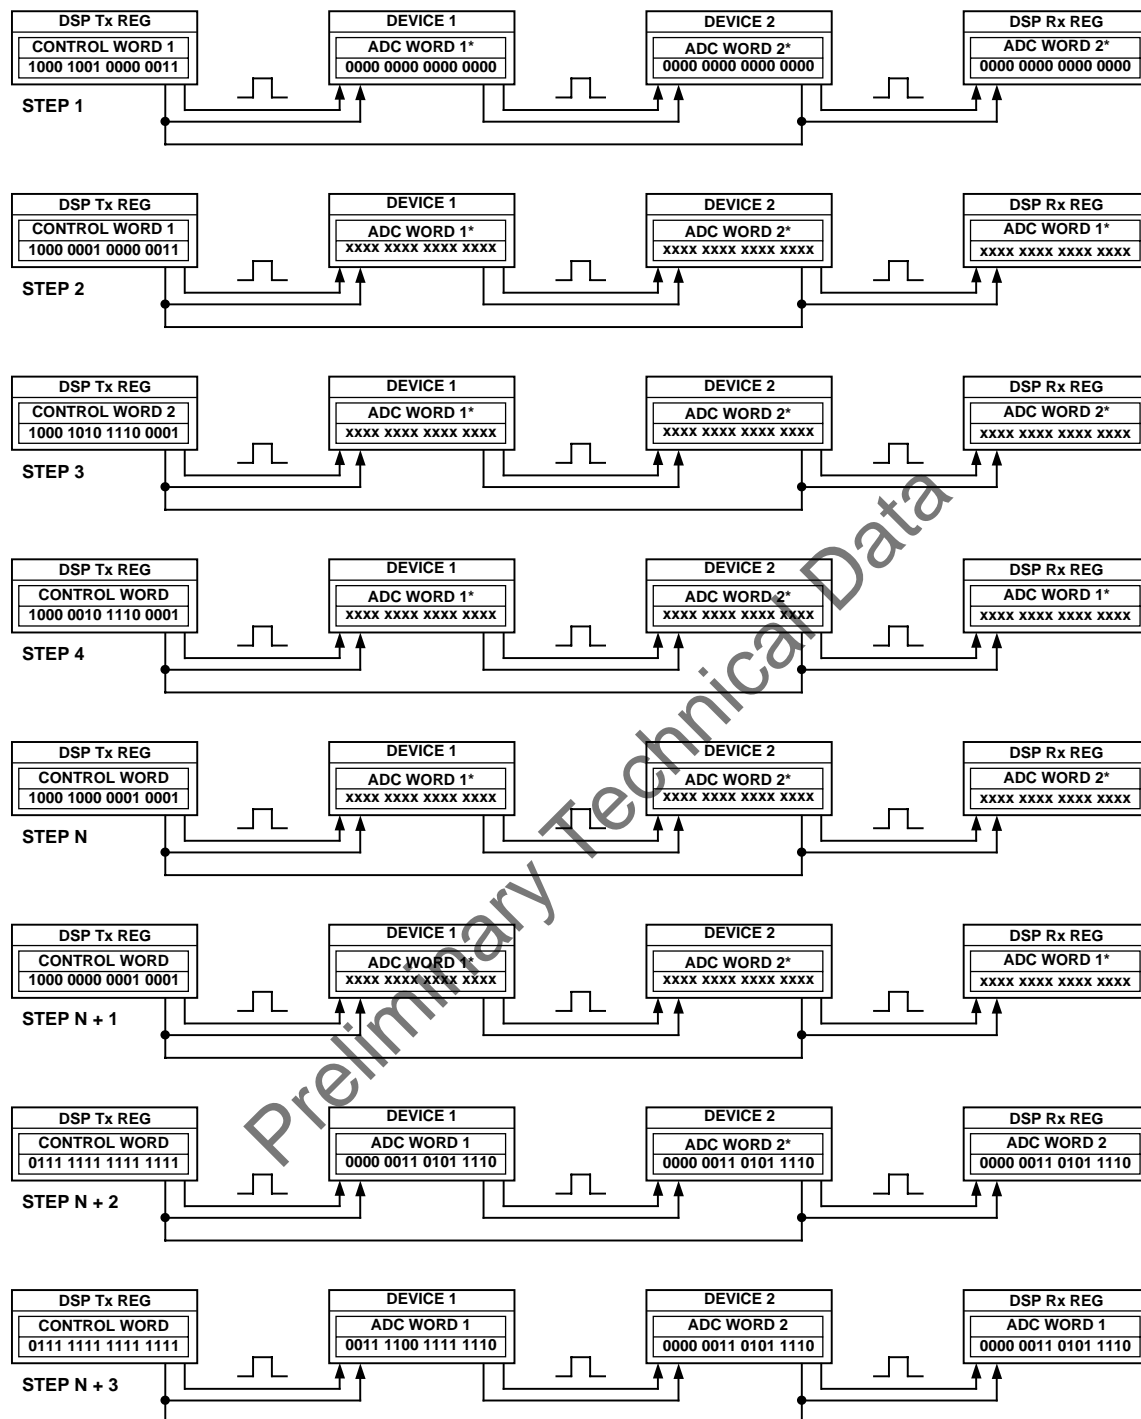 DSP Tx REG
CONTROL WORD 1
1000 1001 0000 0011
DEVICE 1
ADC WORD 1*
0000 0000 0000 0000
DEVICE 2
ADC WORD 2*
0000 0000 0000 0000
DSP Rx REG
ADC WORD 2*
0000 0000 0000 0000
STEP 1
DSP Tx REG
CONTROL WORD 1
1000 0001 0000 0011
DEVICE 1
ADC WORD 1*
xxxx xxxx xxxx xxxx
DEVICE 2
ADC WORD 2*
xxxx xxxx xxxx xxxx
DSP Rx REG
ADC WORD 1*
xxxx xxxx xxxx xxxx
STEP 2
DSP Tx REG
CONTROL WORD 2
1000 1010 1110 0001
DEVICE 1
ADC WORD 1*
xxxx xxxx xxxx xxxx
DEVICE 2
ADC WORD 2*
xxxx xxxx xxxx xxxx
DSP Rx REG
ADC WORD 2*
xxxx xxxx xxxx xxxx
STEP 3
DSP Tx REG
CONTROL WORD
1000 0010 1110 0001
DEVICE 1
ADC WORD 1*
xxxx xxxx xxxx xxxx
DEVICE 2
ADC WORD 2*
xxxx xxxx xxxx xxxx
DSP Rx REG
ADC WORD 1*
xxxx xxxx xxxx xxxx
STEP 4
DSP Tx REG
CONTROL WORD
1000 1000 0001 0001
DEVICE 1
ADC WORD 1*
xxxx xxxx xxxx xxxx
DEVICE 2
ADC WORD 2*
xxxx xxxx xxxx xxxx
DSP Rx REG
ADC WORD 2*
xxxx xxxx xxxx xxxx
STEP N
DSP Tx REG
CONTROL WORD
1000 0000 0001 0001
DEVICE 1
ADC WORD 1*
xxxx xxxx xxxx xxxx
DEVICE 2
ADC WORD 2*
xxxx xxxx xxxx xxxx
DSP Rx REG
ADC WORD 1*
xxxx xxxx xxxx xxxx
STEP N + 1
DSP Tx REG
CONTROL WORD
0111 1111 1111 1111
DEVICE 1
ADC WORD 1
0000 0011 0101 1110
DEVICE 2
ADC WORD 2*
0000 0011 0101 1110
DSP Rx REG
ADC WORD 2
0000 0011 0101 1110
STEP N + 2
DSP Tx REG
CONTROL WORD
0111 1111 1111 1111
DEVICE 1
ADC WORD 1
0011 1100 1111 1110
DEVICE 2
ADC WORD 2
0000 0011 0101 1110
DSP Rx REG
ADC WORD 1
0000 0011 0101 1110
STEP N + 3
Preliminary Technical Data